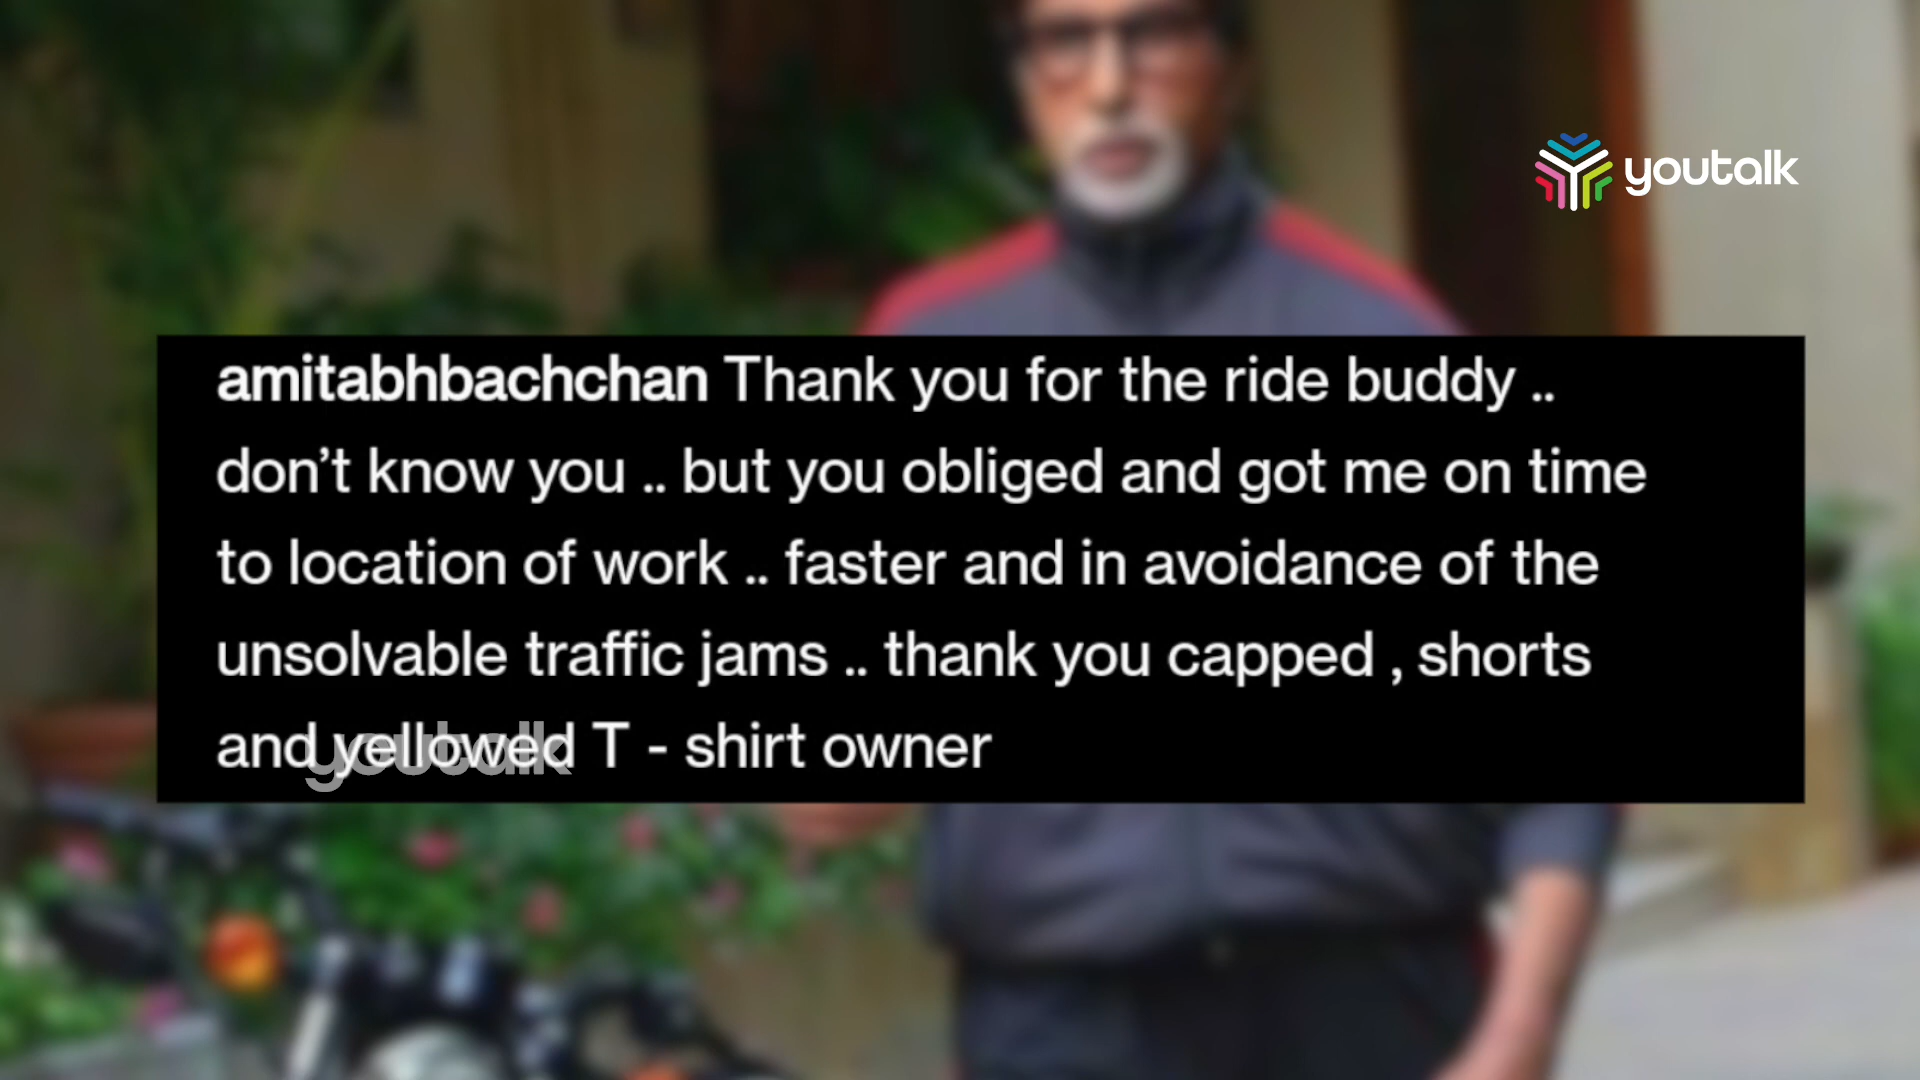 youtalk
amitabhbachchan Thank you for the ride buddy ..
don’t know you .. but you obliged and got me on time
to location of work .. faster and in avoidance of the
unsolvable traffic jams .. thank you capped , shorts
and yellowed T - shirt owner
youtalk